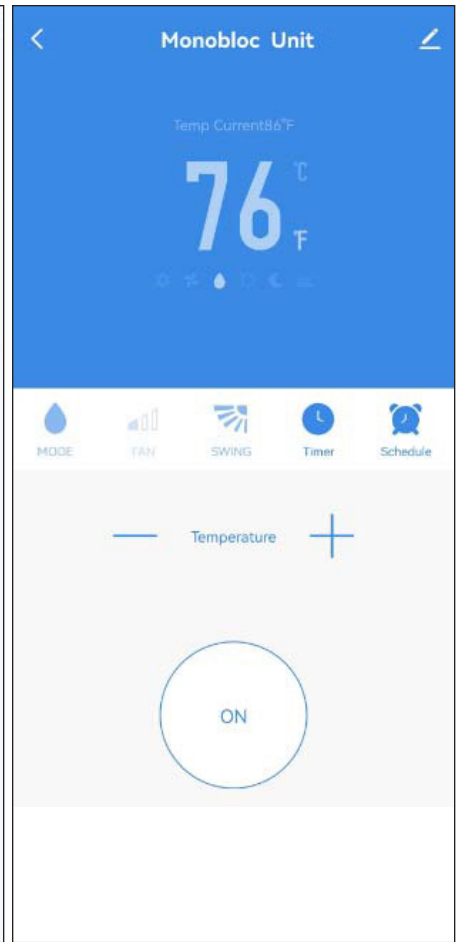 Monobloc Unit
Temp Current86°F
76
°C
°F
MODE
FAN
SWING
Timer
Schedule
Temperature
ON